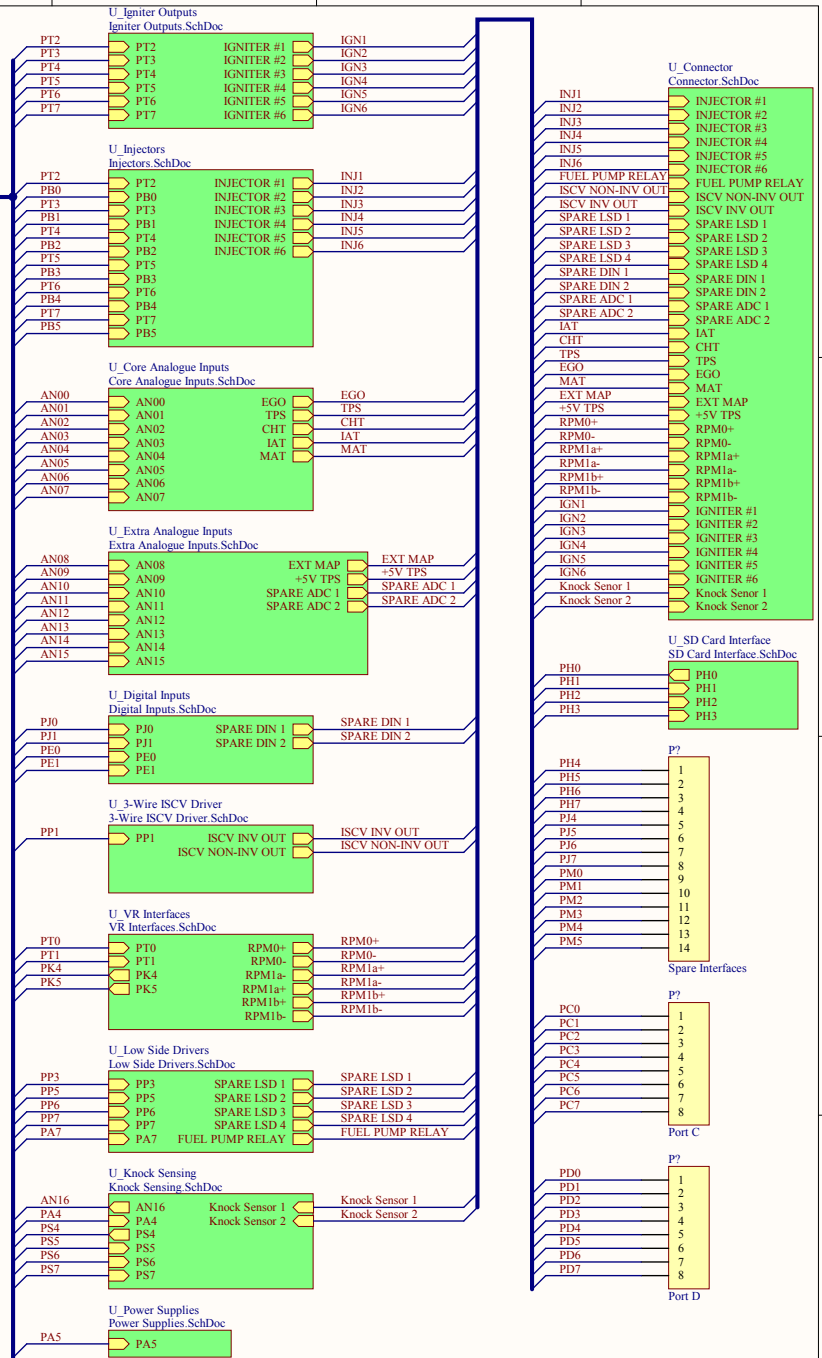 U_Igniter Outputs
Igniter Outputs.SchDoc
PT2 PT2 IGNITER #1 IGN1
PT3 PT3 IGNITER #2 IGN2
PT4 PT4 IGNITER #3 IGN3
PT5 PT5 IGNITER #4 IGN4
PT6 PT6 IGNITER #5 IGN5
PT7 PT7 IGNITER #6 IGN6
U_Injectors
Injectors.SchDoc
PT2 PT2 INJECTOR #1 INJ1
PB0 PB0 INJECTOR #2 INJ2
PT3 PT3 INJECTOR #3 INJ3
PB1 PB1 INJECTOR #4 INJ4
PT4 PT4 INJECTOR #5 INJ5
PB2 PB2 INJECTOR #6 INJ6
PT5 PT5
PB3 PB3
PT6 PT6
PB4 PB4
PT7 PT7
PB5 PB5
U_Core Analogue Inputs
Core Analogue Inputs.SchDoc
AN00 AN00 EGO EGO
AN01 AN01 TPS TPS
AN02 AN02 CHT CHT
AN03 AN03 IAT IAT
AN04 AN04 MAT MAT
AN05 AN05
AN06 AN06
AN07 AN07
U_Extra Analogue Inputs
Extra Analogue Inputs.SchDoc
AN08 AN08 EXT MAP EXT MAP
AN09 AN09 +5V TPS +5V TPS
AN10 AN10 SPARE ADC 1 SPARE ADC 1
AN11 AN11 SPARE ADC 2 SPARE ADC 2
AN12 AN12
AN13 AN13
AN14 AN14
AN15 AN15
U_Digital Inputs
Digital Inputs.SchDoc
PJ0 PJ0 SPARE DIN 1 SPARE DIN 1
PJ1 PJ1 SPARE DIN 2 SPARE DIN 2
PE0 PE0
PE1 PE1
U_3-Wire ISCV Driver
3-Wire ISCV Driver.SchDoc
PP1 PP1 ISCV INV OUT ISCV INV OUT
ISCV NON-INV OUT ISCV NON-INV OUT
U_VR Interfaces
VR Interfaces.SchDoc
PT0 PT0 RPM0+ RPM0+
PT1 PT1 RPM0- RPM0-
PK4 PK4 RPM1a- RPM1a+
PK5 PK5 RPM1a+ RPM1a-
RPM1b+ RPM1b+
RPM1b- RPM1b-
U_Low Side Drivers
Low Side Drivers.SchDoc
PP3 PP3 SPARE LSD 1 SPARE LSD 1
PP5 PP5 SPARE LSD 2 SPARE LSD 2
PP6 PP6 SPARE LSD 3 SPARE LSD 3
PP7 PP7 SPARE LSD 4 SPARE LSD 4
PA7 PA7 FUEL PUMP RELAY FUEL PUMP RELAY
U_Knock Sensing
Knock Sensing.SchDoc
AN16 AN16 Knock Sensor 1 Knock Sensor 1
PA4 PA4 Knock Sensor 2 Knock Sensor 2
PS4 PS4
PS5 PS5
PS6 PS6
PS7 PS7
U_Power Supplies
Power Supplies.SchDoc
PA5 PA5
U_Connector
Connector.SchDoc
INJ1 INJECTOR #1
INJ2 INJECTOR #2
INJ3 INJECTOR #3
INJ4 INJECTOR #4
INJ5 INJECTOR #5
INJ6 INJECTOR #6
FUEL PUMP RELAY FUEL PUMP RELAY
ISCV NON-INV OUT ISCV NON-INV OUT
ISCV INV OUT ISCV INV OUT
SPARE LSD 1 SPARE LSD 1
SPARE LSD 2 SPARE LSD 2
SPARE LSD 3 SPARE LSD 3
SPARE LSD 4 SPARE LSD 4
SPARE DIN 1 SPARE DIN 1
SPARE DIN 2 SPARE DIN 2
SPARE ADC 1 SPARE ADC 1
SPARE ADC 2 SPARE ADC 2
IAT IAT
CHT CHT
TPS TPS
EGO EGO
MAT MAT
EXT MAP EXT MAP
+5V TPS +5V TPS
RPM0+ RPM0+
RPM0- RPM0-
RPM1a+ RPM1a+
RPM1a- RPM1a-
RPM1b+ RPM1b+
RPM1b- RPM1b-
IGN1 IGNITER #1
IGN2 IGNITER #2
IGN3 IGNITER #3
IGN4 IGNITER #4
IGN5 IGNITER #5
IGN6 IGNITER #6
Knock Senor 1 Knock Senor 1
Knock Senor 2 Knock Senor 2
U_SD Card Interface
SD Card Interface.SchDoc
PH0 PH0
PH1 PH1
PH2 PH2
PH3 PH3
P?
PH4 1
PH5 2
PH6 3
PH7 4
PJ4 5
PJ5 6
PJ6 7
PJ7 8
PM0 9
PM1 10
PM2 11
PM3 12
PM4 13
PM5 14
Spare Interfaces
P?
PC0 1
PC1 2
PC2 3
PC3 4
PC4 5
PC5 6
PC6 7
PC7 8
Port C
P?
PD0 1
PD1 2
PD2 3
PD3 4
PD4 5
PD5 6
PD6 7
PD7 8
Port D